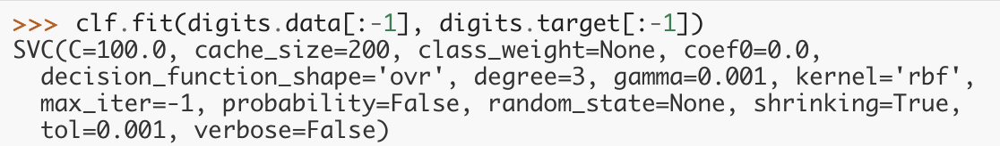 >>> clf.fit(digits.data[:-1], digits.target[:-1])
SVC(C=100.0, cache_size=200, class_weight=None, coef0=0.0,
  decision_function_shape='ovr', degree=3, gamma=0.001, kernel='rbf',
  max_iter=-1, probability=False, random_state=None, shrinking=True,
  tol=0.001, verbose=False)